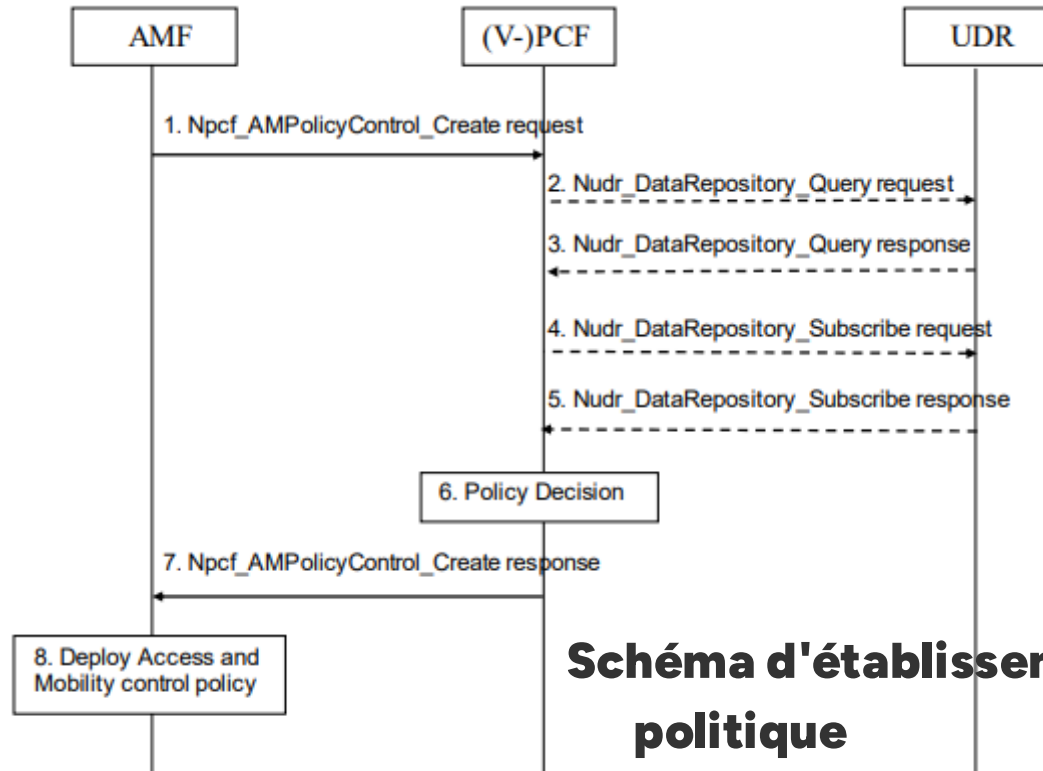 AMF
(V-)PCF
UDR
1. Npcf_AMPolicyControl_Create request
2. Nudr_DataRepository_Query request
3. Nudr_DataRepository_Query response
4. Nudr_DataRepository_Subscribe request
5. Nudr_DataRepository_Subscribe response
6. Policy Decision
7. Npcf_AMPolicyControl_Create response
8. Deploy Access and
Mobility control policy
Schéma d'établisser
politique